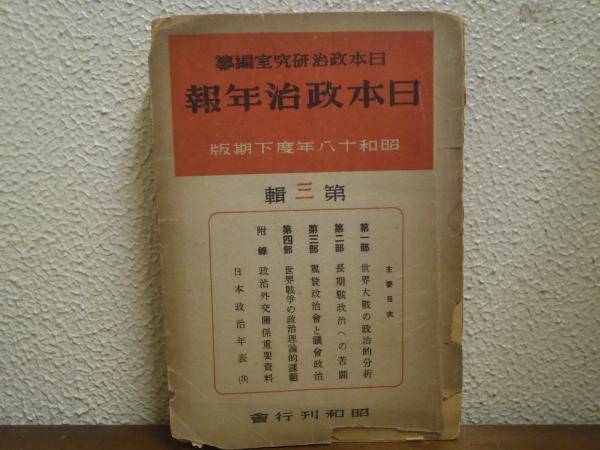 日本政治研究室編纂
日本政治年報
昭和十八年度下期版
第三輯
主要目次
第一部 世界大戰の政治的分析
第二部 長期戰政治への苦鬪
第三部 翼贊政治會と議會政治
第四部 世界戰爭の政治理論的課題
附錄 政治外交關係重要資料
日本政治年表(3)
昭和刊行會